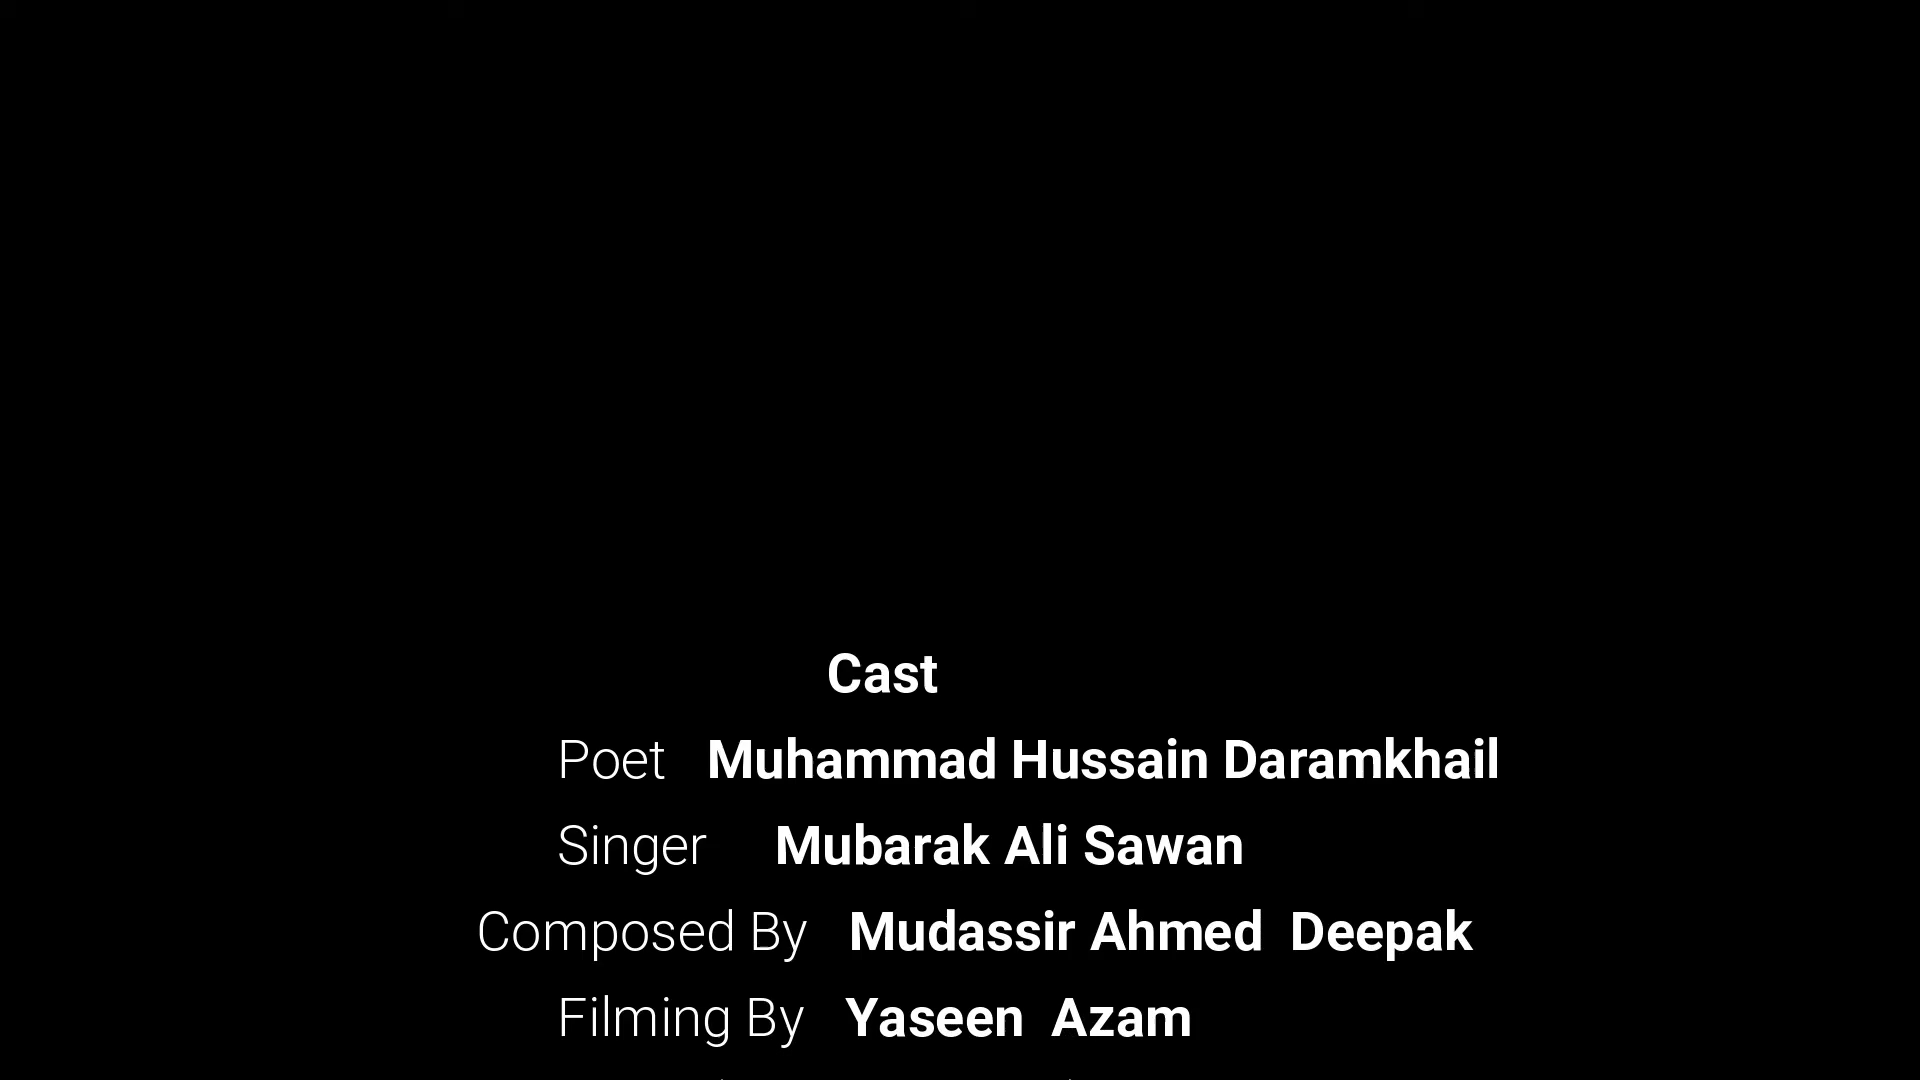 Cast
Poet Muhammad Hussain Daramkhail
Singer Mubarak Ali Sawan
Composed By Mudassir Ahmed Deepak
Filming By Yaseen Azam